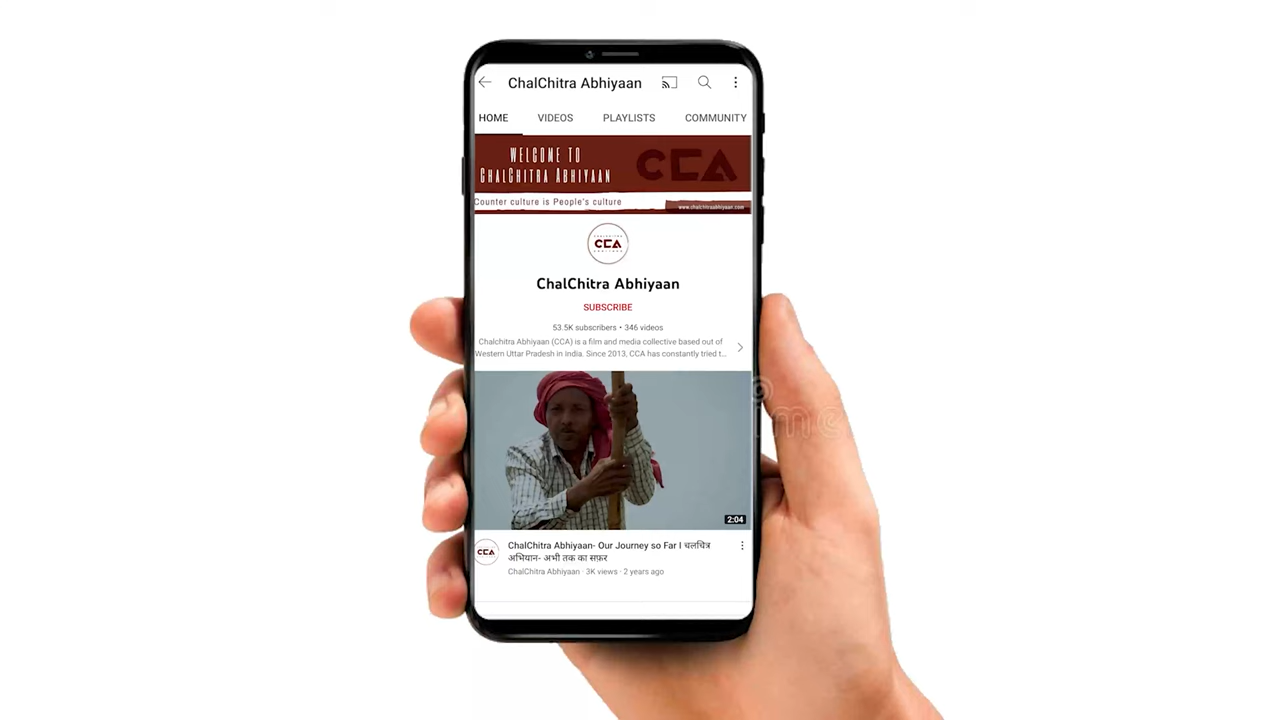 ChalChitra Abhiyaan
HOME VIDEOS PLAYLISTS COMMUNITY
WELCOME TO
CHALCHITRA ABHIYAAN
CCA
Counter culture is People's culture
www.chalchitraabhiyaan.com
CCA
ChalChitra Abhiyaan
SUBSCRIBE
53.5K subscribers • 346 videos
Chalchitra Abhiyaan (CCA) is a film and media collective based out of
Western Uttar Pradesh in India. Since 2013, CCA has constantly tried t...
2:04
CCA
ChalChitra Abhiyaan- Our Journey so Far l चलचित्र
अभियान- अभी तक का सफ़र
ChalChitra Abhiyaan · 3K views · 2 years ago